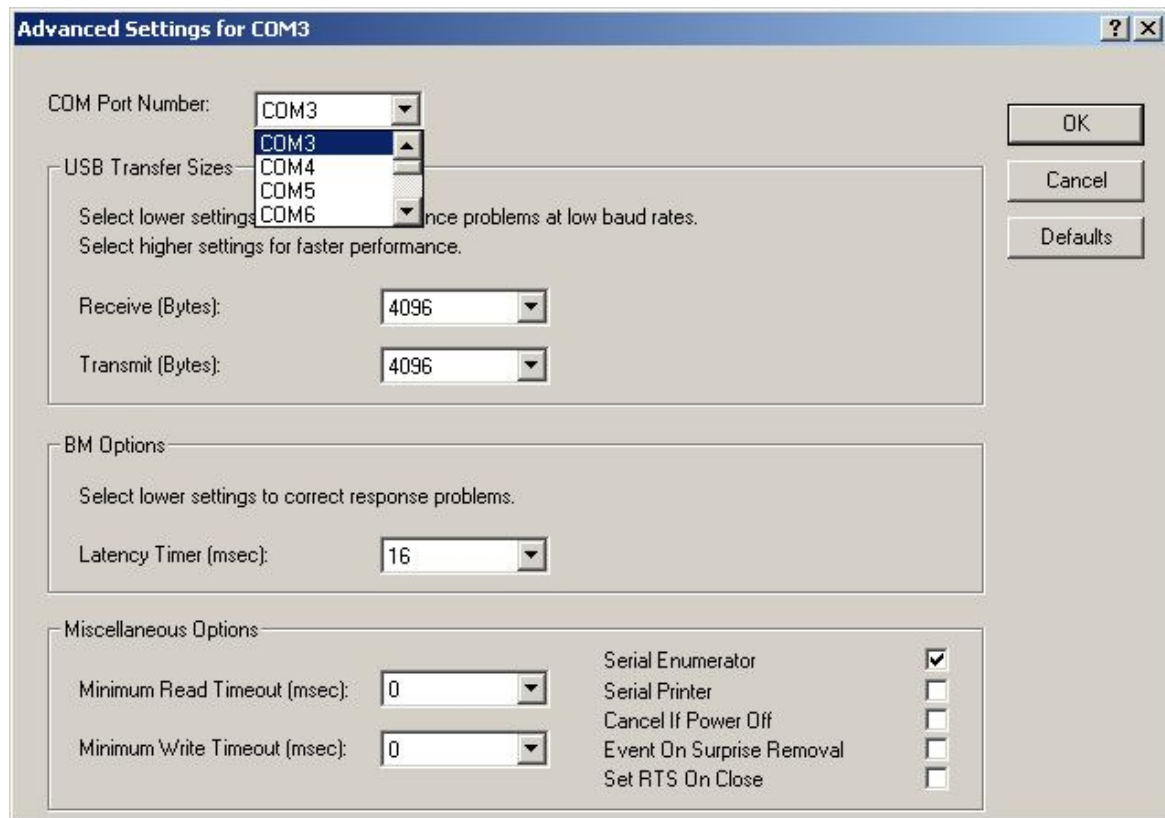 Advanced Settings for COM3
COM Port Number:
COM3
COM3
COM4
COM5
COM6
OK
Cancel
Defaults
USB Transfer Sizes
Select lower settings nce problems at low baud rates.
Select higher settings for faster performance.
Receive (Bytes):
4096
Transmit (Bytes):
4096
BM Options
Select lower settings to correct response problems.
Latency Timer (msec):
16
Miscellaneous Options
Minimum Read Timeout (msec):
0
Minimum Write Timeout (msec):
0
Serial Enumerator
Serial Printer
Cancel If Power Off
Event On Surprise Removal
Set RTS On Close